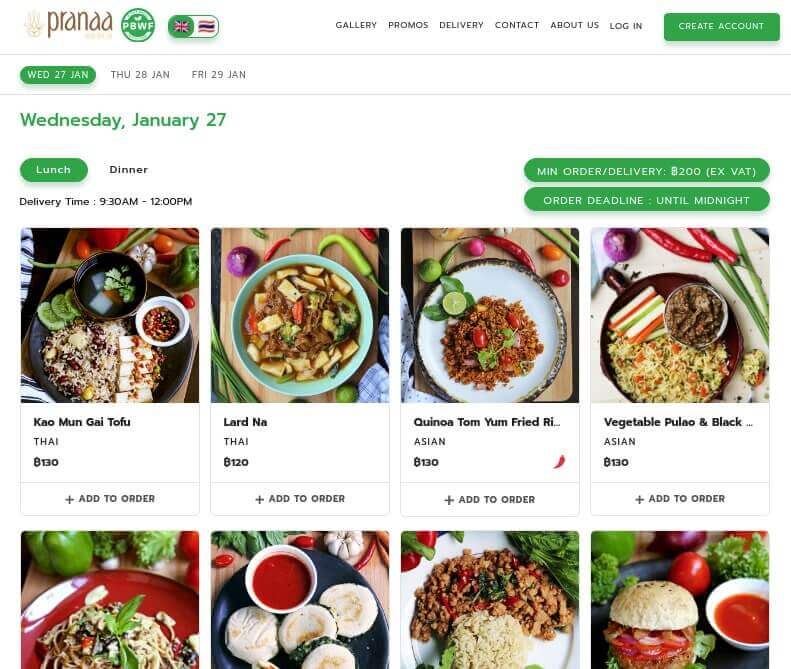 pranaa
PBWF
GALLERY PROMOS DELIVERY CONTACT ABOUT US LOG IN CREATE ACCOUNT
WED 27 JAN THU 28 JAN FRI 29 JAN
Wednesday, January 27
Lunch Dinner
MIN ORDER/DELIVERY: ฿200 (EX VAT)
Delivery Time : 9:30AM - 12:00PM
ORDER DEADLINE : UNTIL MIDNIGHT
Kao Mun Gai Tofu
THAI
฿130
+ ADD TO ORDER
Lard Na
THAI
฿120
+ ADD TO ORDER
Quinoa Tom Yum Fried Ri...
ASIAN
฿130
+ ADD TO ORDER
Vegetable Pulao & Black ...
ASIAN
฿130
+ ADD TO ORDER